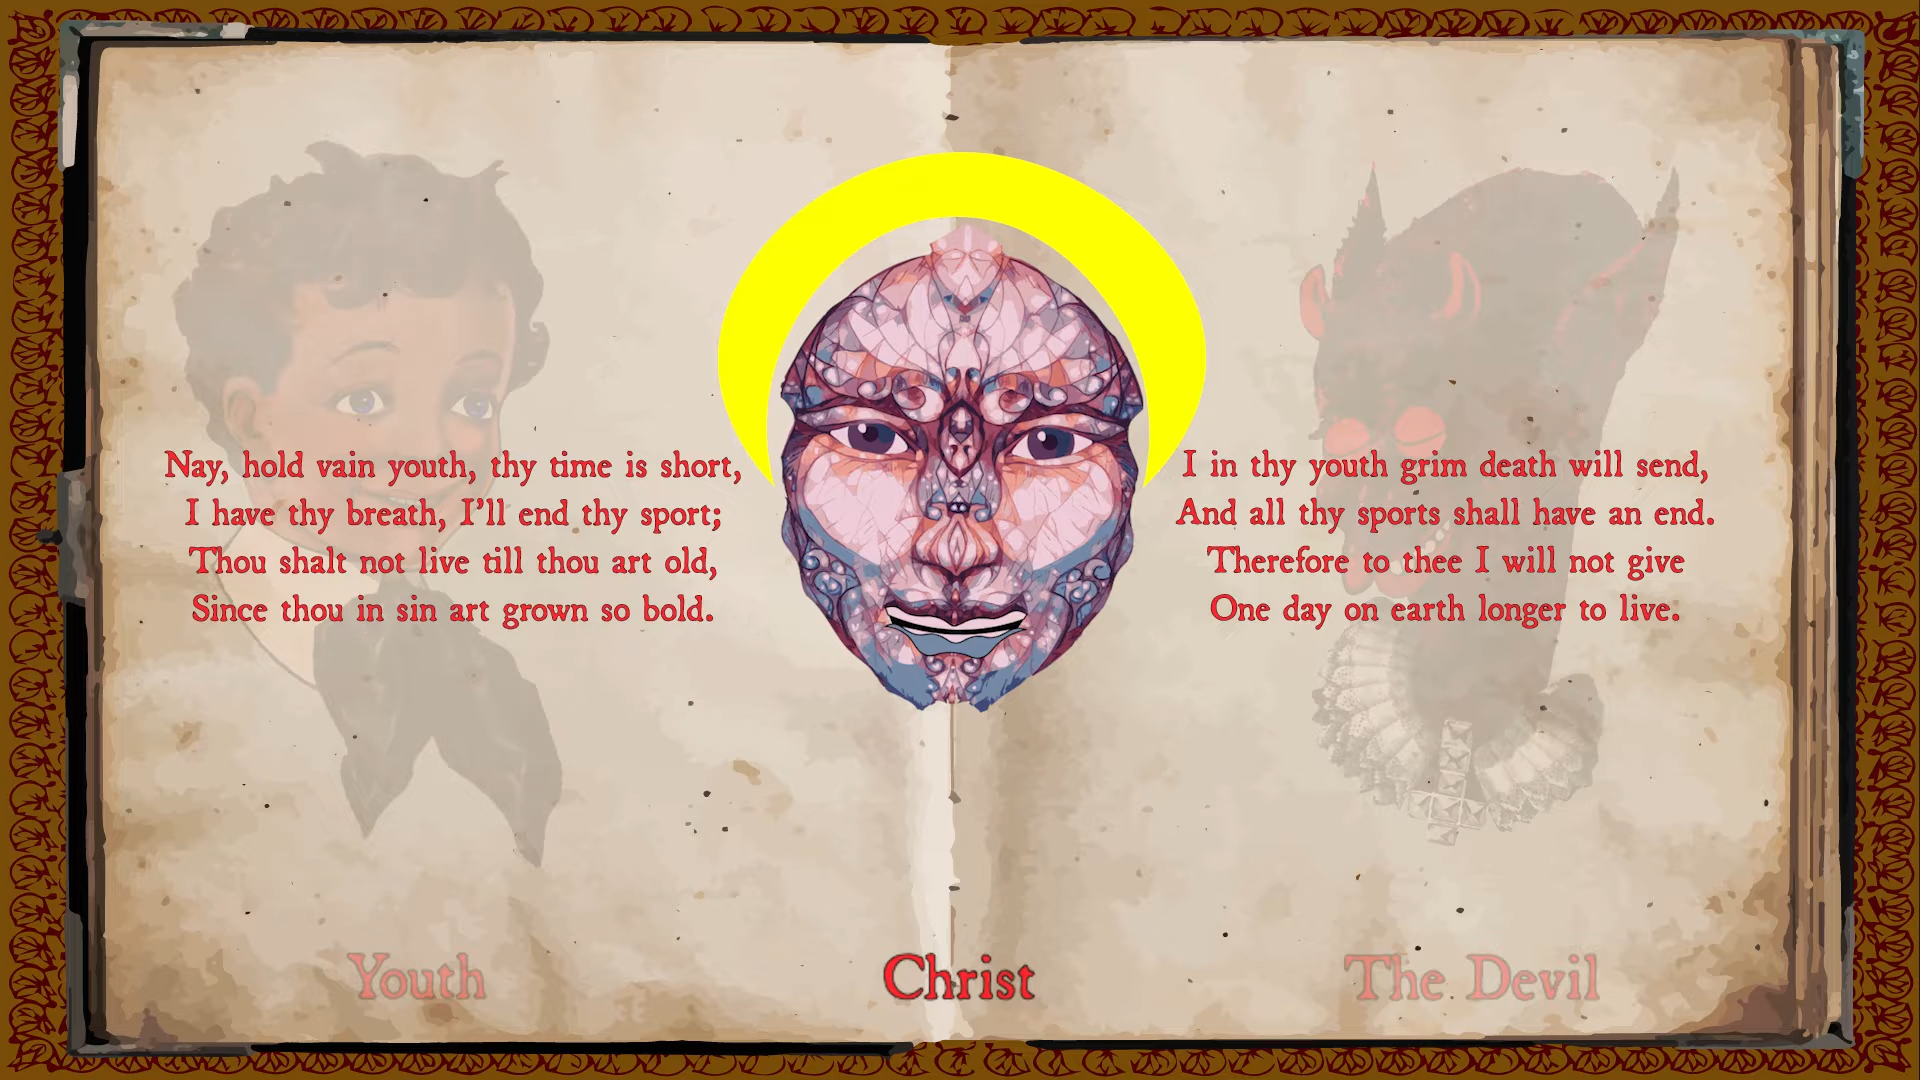 Nay, hold vain youth, thy time is short,
I have thy breath, I'll end thy sport;
Thou shalt not live till thou art old,
Since thou in sin art grown so bold.
I in thy youth grim death will send,
And all thy sports shall have an end.
Therefore to thee I will not give
One day on earth longer to live.
Youth
Christ
The Devil